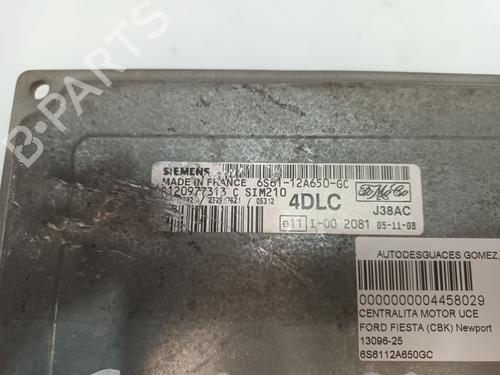 SIEMENS
MADE IN FRANCE 6S61-12A650-GC
S120977313 C SIM210
4DLC
FoMoCo
J38AC
e11 I-00 2081 05-11-08
AUTODESGUACES GOMEZ,
0000000004458029
CENTRALITA MOTOR UCE
FORD FIESTA (CBK) Newport
13096-25
6S6112A650GC
B-PARTS